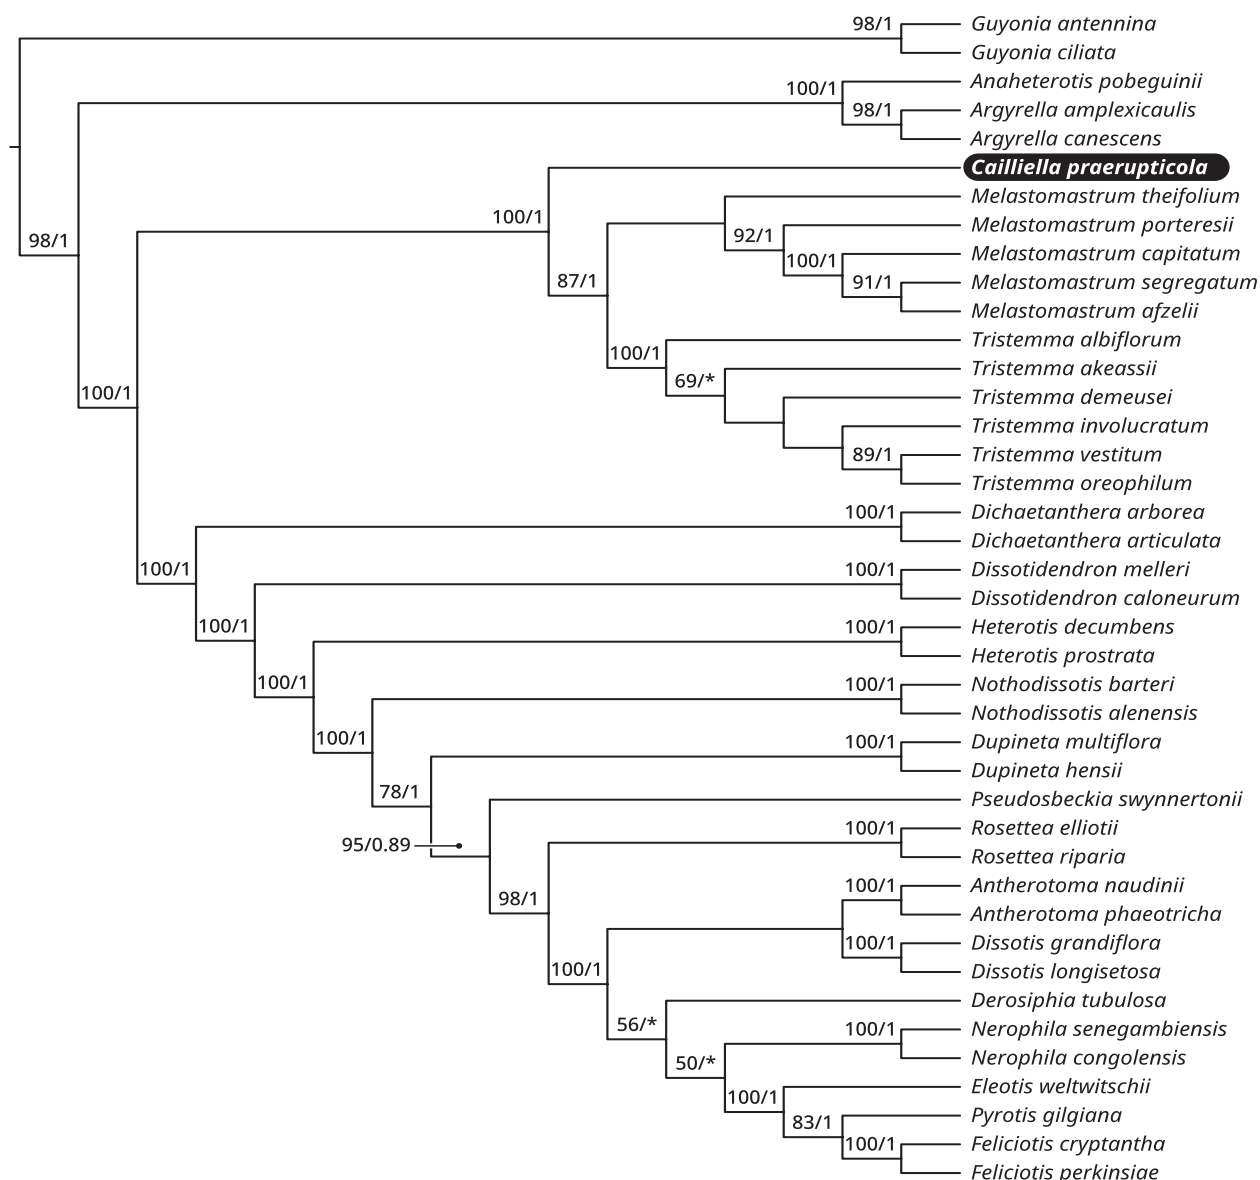 98/1 Guyonia antennina
Guyonia ciliata
100/1 Anaheterotis pobeguinii
98/1 Argyrella amplexicaulis
Argyrella canescens
Cailliella praerupticola
Melastomastrum theifolium
100/1 Melastomastrum porteresii
98/1 92/1
100/1 Melastomastrum capitatum
87/1 91/1 Melastomastrum segregatum
Melastomastrum afzelii
Tristemma albiflorum
100/1
Tristemma akeassii
69/*
100/1 Tristemma demeusei
Tristemma involucratum
89/1 Tristemma vestitum
Tristemma oreophilum
100/1 Dichaetanthera arborea
Dichaetanthera articulata
100/1 100/1 Dissotidendron melleri
Dissotidendron caloneurum
100/1 100/1 Heterotis decumbens
Heterotis prostrata
100/1 100/1 Nothodissotis barteri
Nothodissotis alenensis
100/1 100/1 Dupineta multiflora
Dupineta hensii
78/1 Pseudosbeckia swynnertonii
100/1 Rosettea elliotii
95/0.89
Rosettea riparia
100/1 Antherotoma naudinii
98/1
Antherotoma phaeotricha
100/1 Dissotis grandiflora
100/1 Dissotis longisetosa
Derosiphia tubulosa
56/* 100/1 Nerophila senegambiensis
50/* Nerophila congolensis
100/1 Eleotis weltwitschii
83/1 Pyrotis gilgiana
100/1 Feliciotis cryptantha
Feliciotis perkinsiae